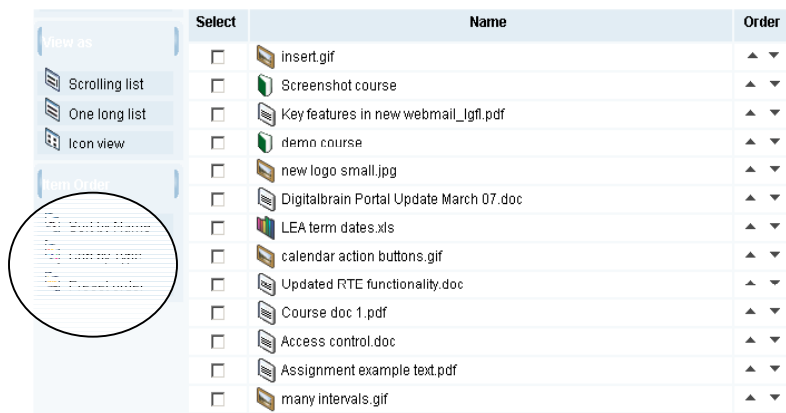 Select Name Order
View as
Scrolling list
One long list
Icon view
Item Order
insert.gif
Screenshot course
Key features in new webmail_lgfl.pdf
demo course
new logo small.jpg
Digitalbrain Portal Update March 07.doc
LEA term dates.xls
calendar action buttons.gif
Updated RTE functionality.doc
Course doc 1.pdf
Access control.doc
Assignment example text.pdf
many intervals.gif